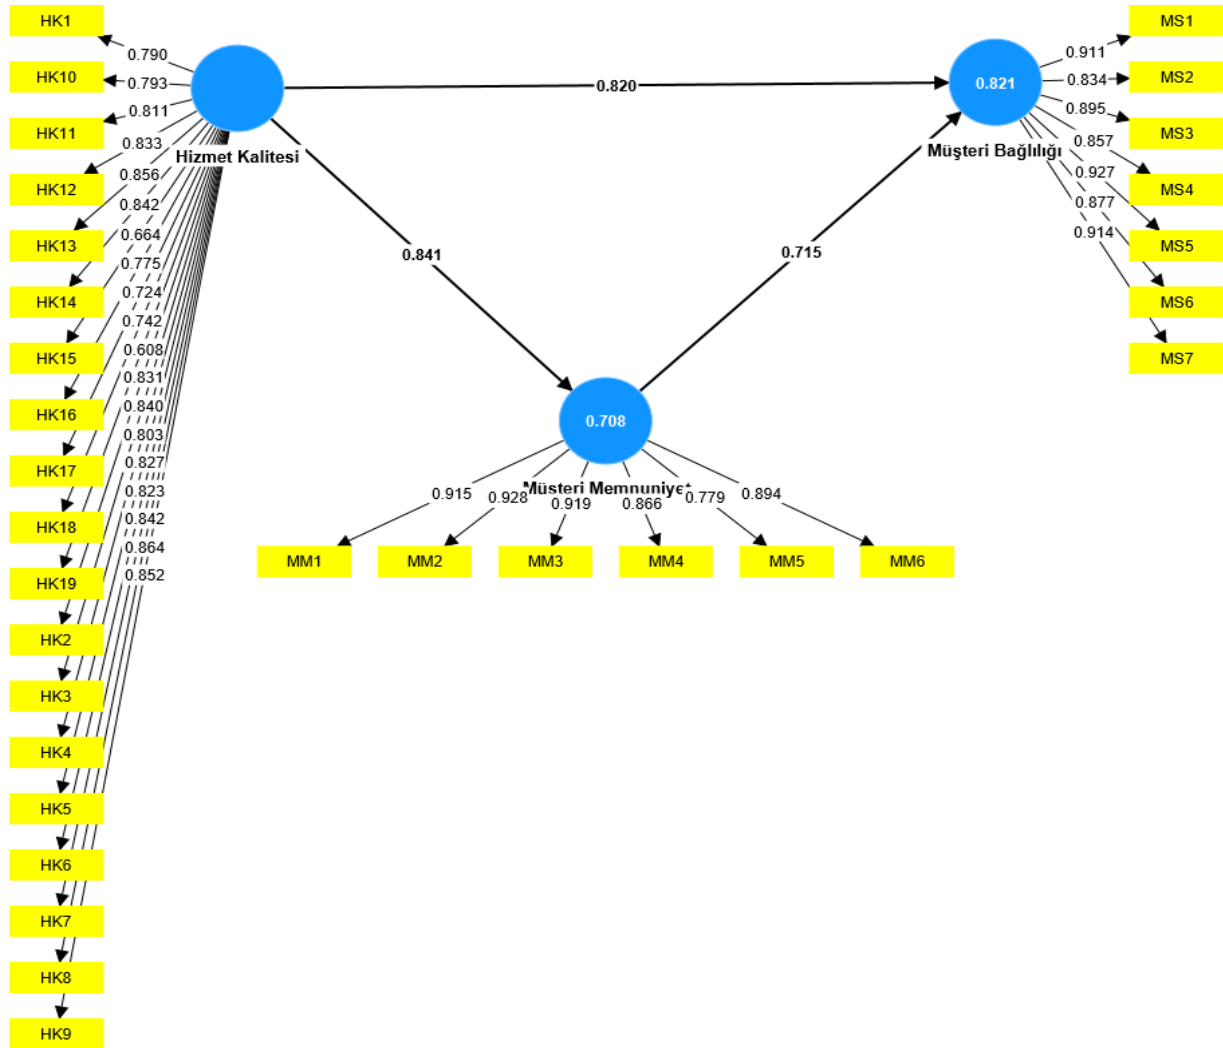 HK1
HK10
HK11
HK12
HK13
HK14
HK15
HK16
HK17
HK18
HK19
HK2
HK3
HK4
HK5
HK6
HK7
HK8
HK9
0.790
0.793
0.811
0.833
0.856
0.842
0.664
0.775
0.724
0.742
0.608
0.831
0.840
0.803
0.827
0.823
0.842
0.864
0.852
Hizmet Kalitesi
0.820
0.841
0.715
0.821
Müşteri Bağlılığı
0.911
0.834
0.895
0.857
0.927
0.877
0.914
MS1
MS2
MS3
MS4
MS5
MS6
MS7
0.708
Müşteri Memnuniyet
0.915
0.928
0.919
0.866
0.779
0.894
MM1
MM2
MM3
MM4
MM5
MM6